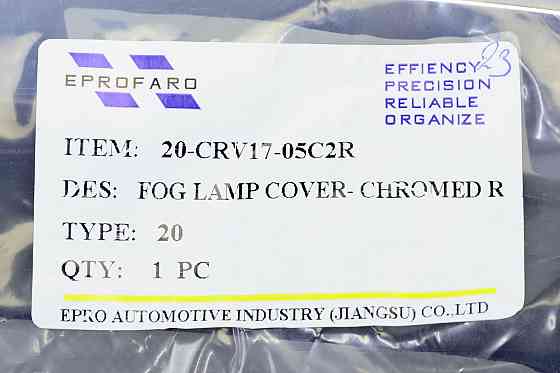 EPROFARO
EFFIENCY 23
PRECISION
RELIABLE
ORGANIZE
ITEM: 20-CRV17-05C2R
DES: FOG LAMP COVER- CHROMED R
TYPE: 20
QTY: 1 PC
EPRO AUTOMOTIVE INDUSTRY (JIANGSU) CO..LTD